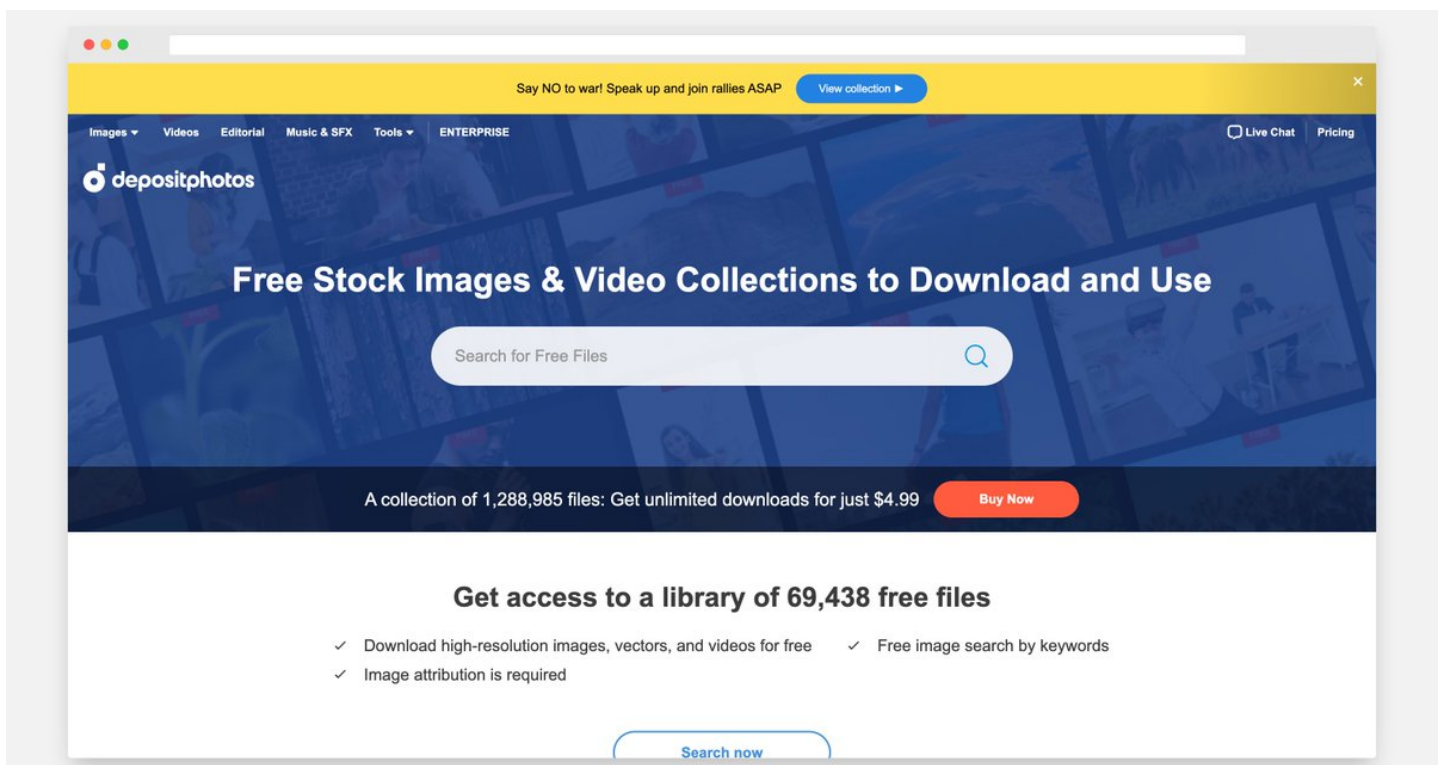 Say NO to war! Speak up and join rallies ASAP View collection ►
Images ▾ Videos Editorial Music & SFX Tools ▾ ENTERPRISE Live Chat Pricing
depositphotos
Free Stock Images & Video Collections to Download and Use
Search for Free Files
A collection of 1,288,985 files: Get unlimited downloads for just $4.99 Buy Now
Get access to a library of 69,438 free files
✓ Download high-resolution images, vectors, and videos for free ✓ Free image search by keywords
✓ Image attribution is required
Search now